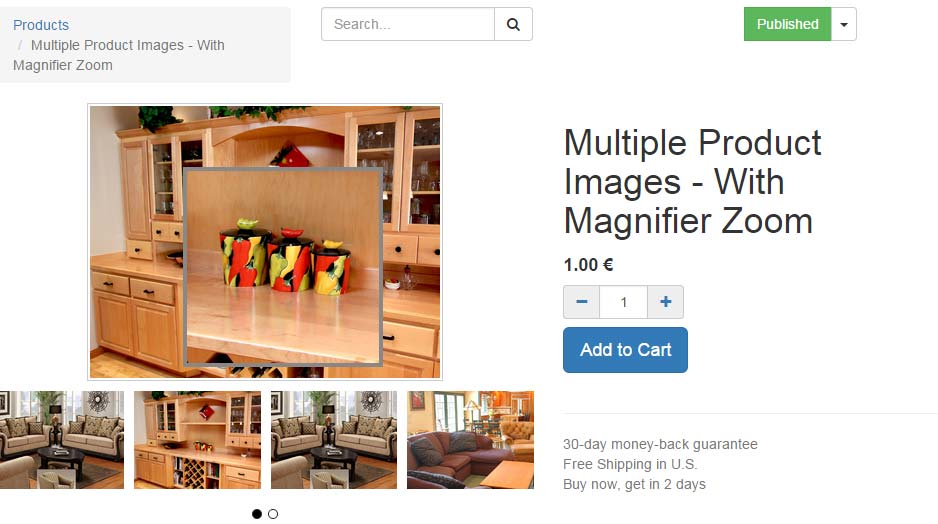 Products
/ Multiple Product Images - With
Magnifier Zoom
Search...
Published
Multiple Product
Images - With
Magnifier Zoom
1.00 €
1
Add to Cart
30-day money-back guarantee
Free Shipping in U.S.
Buy now, get in 2 days